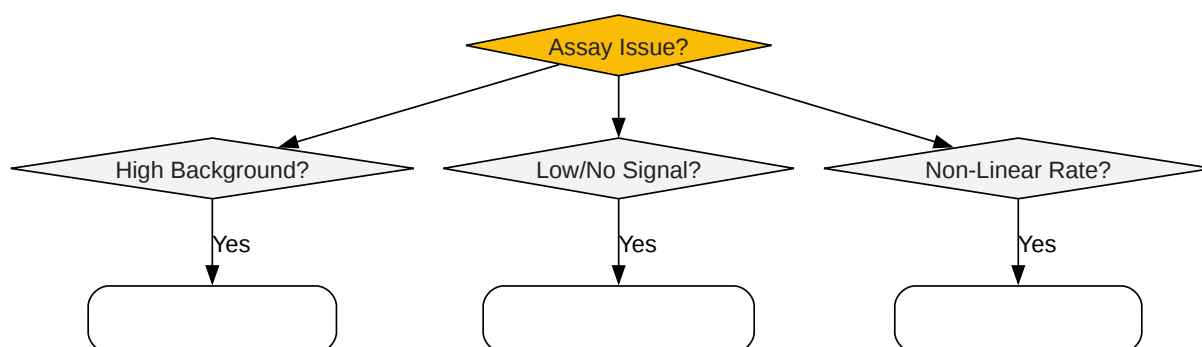 Assay Issue?
High Background?
Low/No Signal?
Non-Linear Rate?
Yes
Yes
Yes